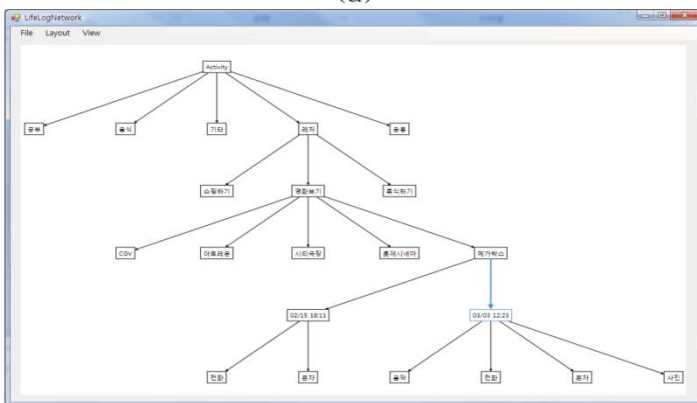 LifeLogNetwork
File Layout View
Activity
공부 음식 기타 레저 운동
쇼핑하기 영화보기 휴식하기
CGV 아트레온 시티극장 롯데시네마 메가박스
02/15 18:11 03/03 12:23
전화 문자 음악 전화 문자 사진